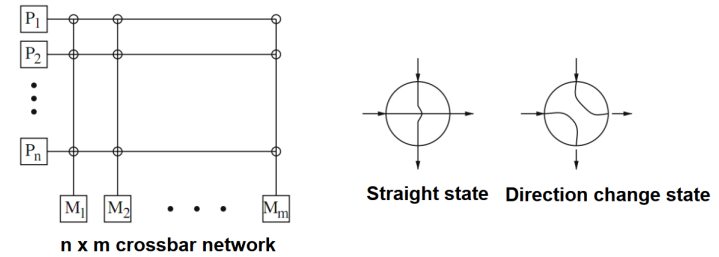 P1
P2
Pn
M1 M2 Mm
n x m crossbar network
Straight state
Direction change state